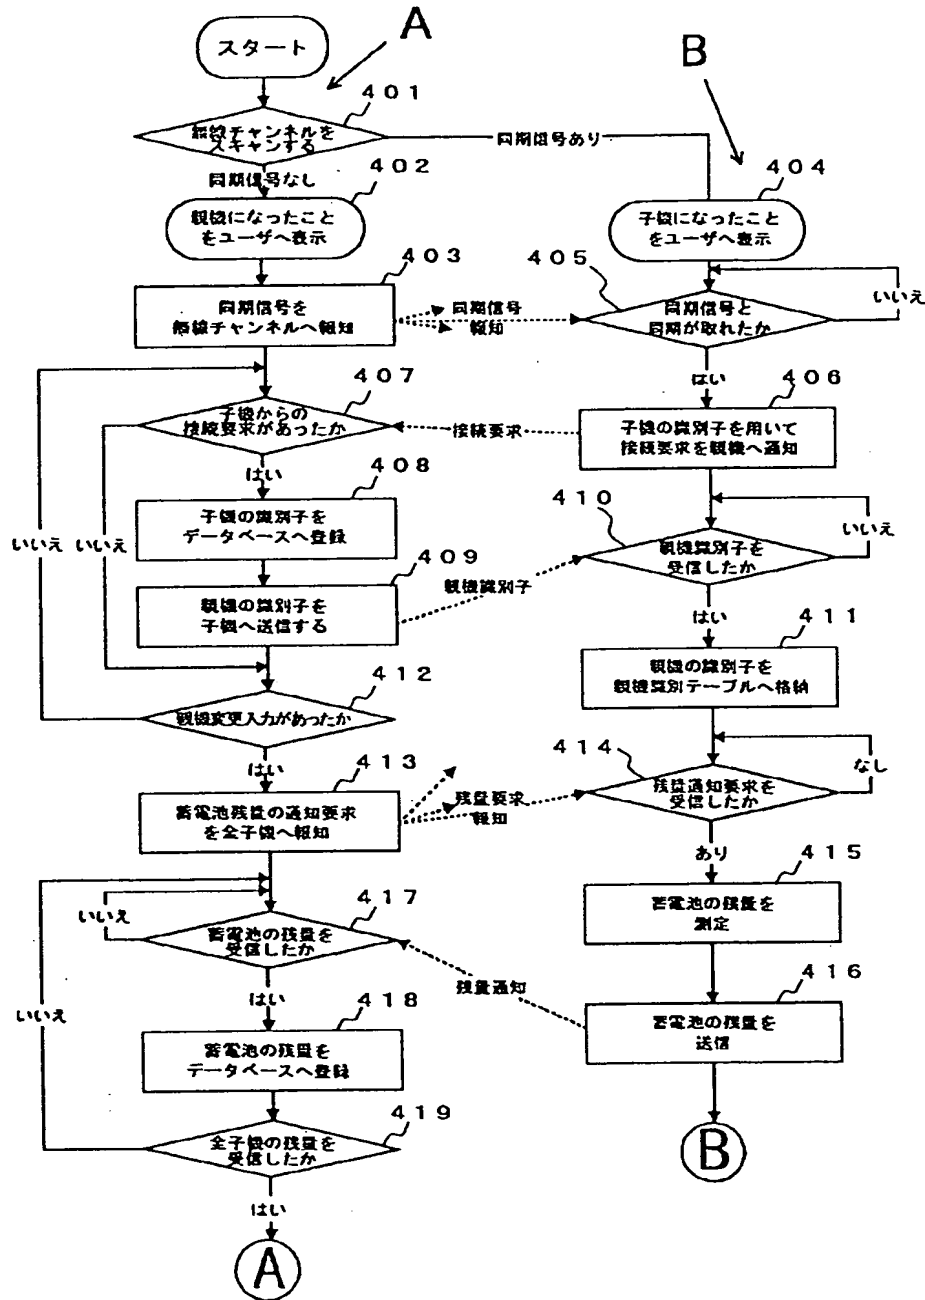 スタート
A
B
401
無線チャンネルを
スキャンする
同期信号あり
同期信号なし
402
親機になったこと
をユーザへ表示
404
子機になったこと
をユーザへ表示
403
同期信号を
無線チャンネルへ報知
同期信号
報知
405
同期信号と
同期が取れたか
いいえ
はい
407
子機からの
接続要求があったか
接続要求
406
子機の識別子を用いて
接続要求を親機へ通知
はい
408
子機の識別子を
データベースへ登録
いいえ
いいえ
410
親機識別子を
受信したか
いいえ
409
親機の識別子を
子機へ送信する
親機識別子
はい
411
親機の識別子を
親機識別テーブルへ格納
412
親機変更入力があったか
はい
413
蓄電池残量の通知要求
を全子機へ報知
残量要求
報知
414
残量通知要求を
受信したか
なし
あり
415
蓄電池の残量を
測定
417
蓄電池の残量を
受信したか
いいえ
残量通知
416
蓄電池の残量を
送信
はい
いいえ
418
蓄電池の残量を
データベースへ登録
419
全子機の残量を
受信したか
はい
B
A